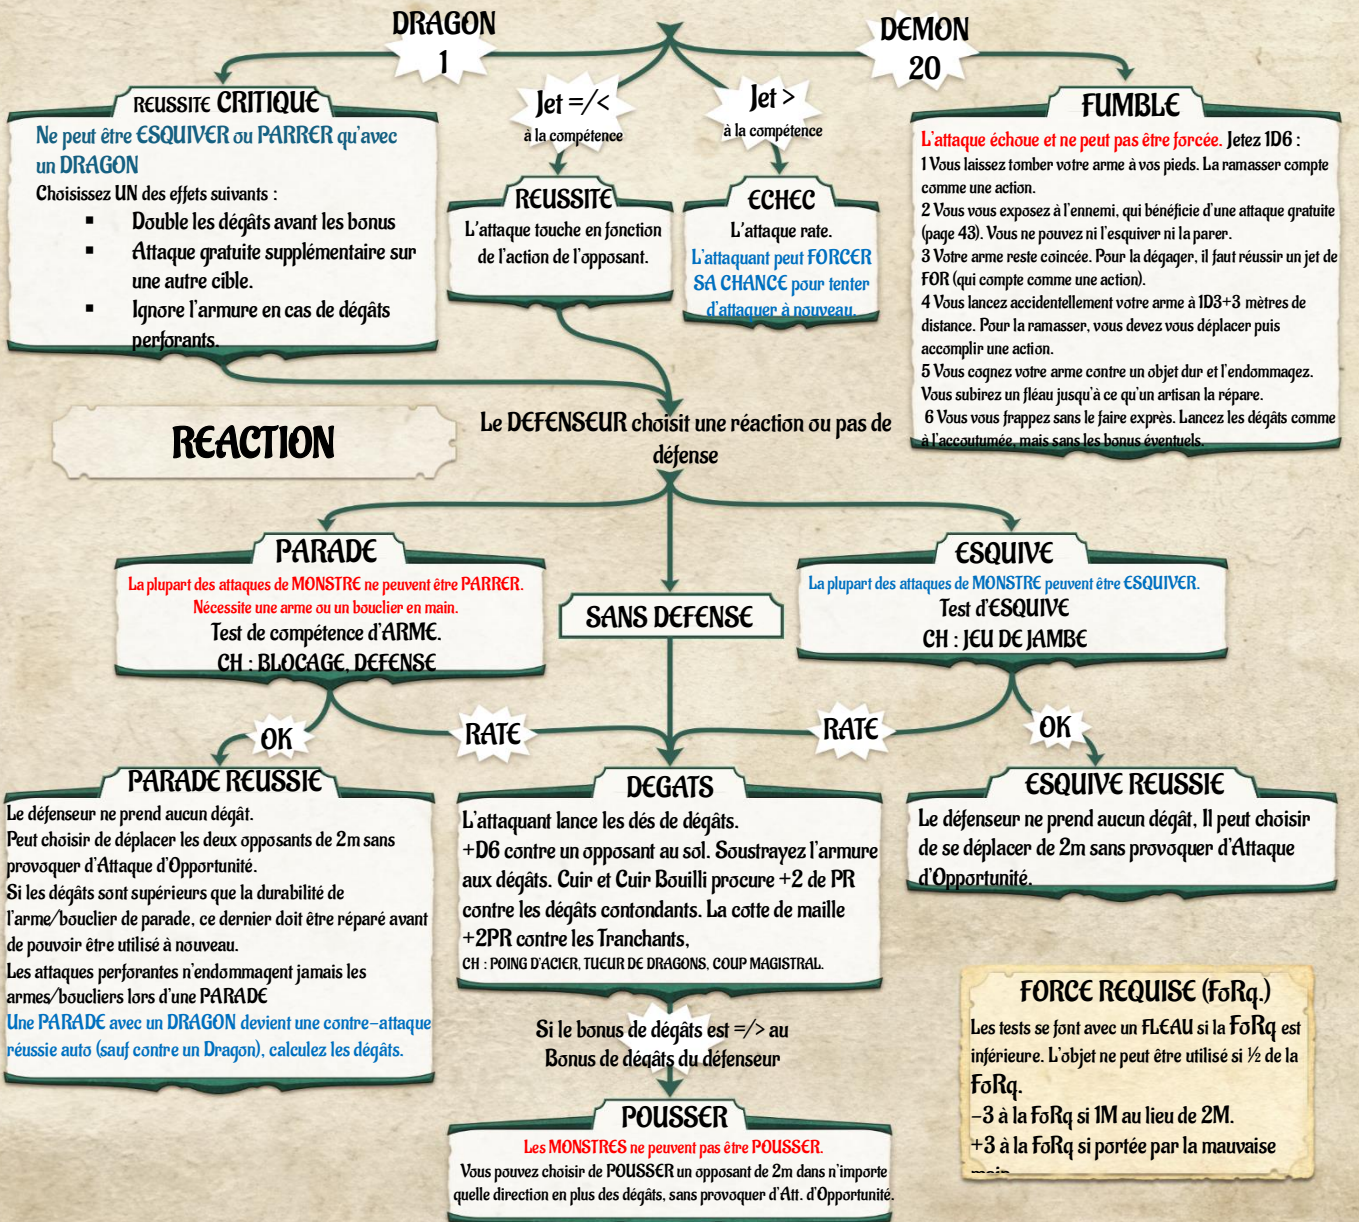 DRAGON
1
DEMON
20
Jet =/<
à la compétence
Jet >
à la compétence
REUSSITE CRITIQUE
Ne peut être ESQUIVER ou PARRER qu'avec
un DRAGON
Choisissez UN des effets suivants :
▪ Double les dégâts avant les bonus
▪ Attaque gratuite supplémentaire sur
une autre cible.
▪ Ignore l'armure en cas de dégâts
perforants.
REUSSITE
L'attaque touche en fonction
de l'action de l'opposant.
ECHEC
L'attaque rate.
L'attaquant peut FORCER
SA CHANCE pour tenter
d'attaquer à nouveau.
FUMBLE
L'attaque échoue et ne peut pas être forcée. Jetez 1D6 :
1 Vous laissez tomber votre arme à vos pieds. La ramasser compte
comme une action.
2 Vous vous exposez à l'ennemi, qui bénéficie d'une attaque gratuite
(page 43). Vous ne pouvez ni l'esquiver ni la parer.
3 Votre arme reste coincée. Pour la dégager, il faut réussir un jet de
FOR (qui compte comme une action).
4 Vous lancez accidentellement votre arme à 1D3+3 mètres de
distance. Pour la ramasser, vous devez vous déplacer puis
accomplir une action.
5 Vous cognez votre arme contre un objet dur et l'endommagez.
Vous subirez un fléau jusqu'à ce qu'un artisan la répare.
6 Vous vous frappez sans le faire exprès. Lancez les dégâts comme
à l'accoutumée, mais sans les bonus éventuels.
REACTION
Le DEFENSEUR choisit une réaction ou pas de
défense
PARADE
La plupart des attaques de MONSTRE ne peuvent être PARRER.
Nécessite une arme ou un bouclier en main.
Test de compétence d'ARME.
CH : BLOCAGE, DEFENSE
SANS DEFENSE
ESQUIVE
La plupart des attaques de MONSTRE peuvent être ESQUIVER.
Test d'ESQUIVE
CH : JEU DE JAMBE
OK
RATE
RATE
OK
PARADE REUSSIE
Le défenseur ne prend aucun dégât.
Peut choisir de déplacer les deux opposants de 2m sans
provoquer d'Attaque d'Opportunité.
Si les dégâts sont supérieurs que la durabilité de
l'arme/bouclier de parade, ce dernier doit être réparé avant
de pouvoir être utilisé à nouveau.
Les attaques perforantes n'endommagent jamais les
armes/boucliers lors d'une PARADE
Une PARADE avec un DRAGON devient une contre-attaque
réussie auto (sauf contre un Dragon), calculez les dégâts.
DEGATS
L'attaquant lance les dés de dégâts.
+D6 contre un opposant au sol. Soustrayez l'armure
aux dégâts. Cuir et Cuir Bouilli procure +2 de PR
contre les dégâts contondants. La cotte de maille
+2PR contre les Tranchants,
CH : POING D'ACIER, TUEUR DE DRAGONS, COUP MAGISTRAL.
ESQUIVE REUSSIE
Le défenseur ne prend aucun dégât, Il peut choisir
de se déplacer de 2m sans provoquer d'Attaque
d'Opportunité.
Si le bonus de dégâts est =/> au
Bonus de dégâts du défenseur
POUSSER
Les MONSTRES ne peuvent pas être POUSSER.
Vous pouvez choisir de POUSSER un opposant de 2m dans n'importe
quelle direction en plus des dégâts, sans provoquer d'Att. d'Opportunité.
FORCE REQUISE (FoRq.)
Les tests se font avec un FLEAU si la FoRq est
inférieure. L'objet ne peut être utilisé si ½ de la
FoRq.
-3 à la FoRq si 1M au lieu de 2M.
+3 à la FoRq si portée par la mauvaise